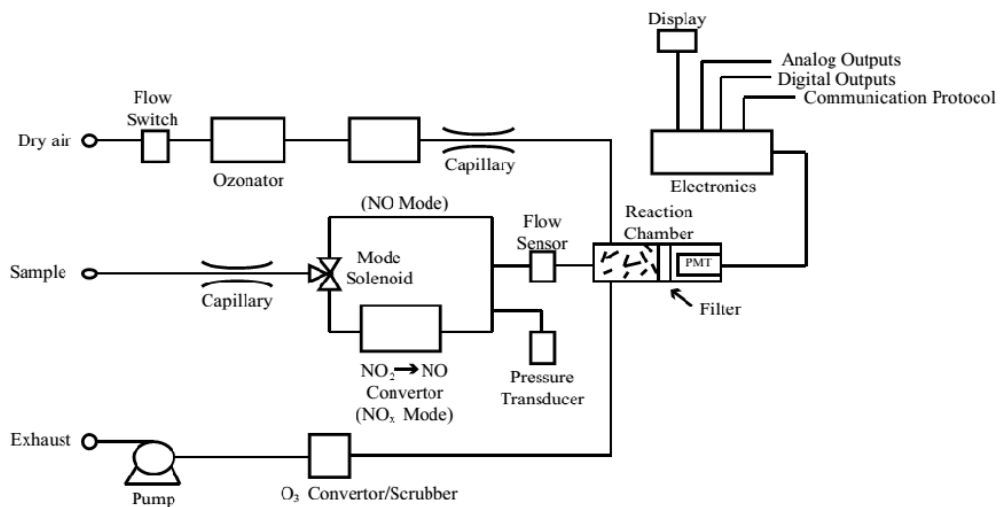 Display
Analog Outputs
Digital Outputs
Communication Protocol
Flow
Switch
Dry air
Ozonator
Capillary
Electronics
(NO Mode)
Flow
Sensor
Reaction
Chamber
Sample
Mode
Solenoid
PMT
Capillary
Filter
NO₂→NO
Convertor
(NOₓ Mode)
Pressure
Transducer
Exhaust
Pump
O₃ Convertor/Scrubber